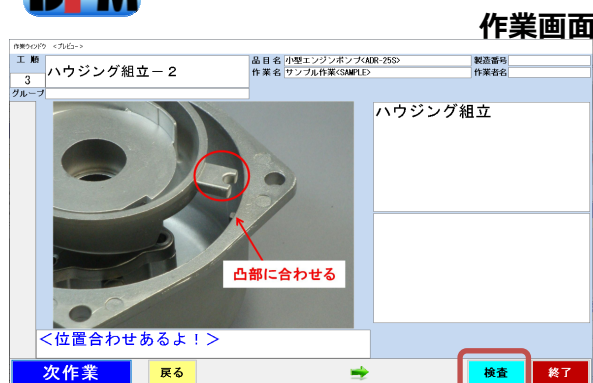 作業画面
作業ウィンドウ <プレビュー>
工 順
3
ハウジング組立－２
品目名 小型エンジンポンプ<ADR-25S>
作業名 サンプル作業<SAMPLE>
製造番号
作業者名
グループ
ハウジング組立
凸部に合わせる
＜位置合わせあるよ！＞
次作業
戻る
検査
終了